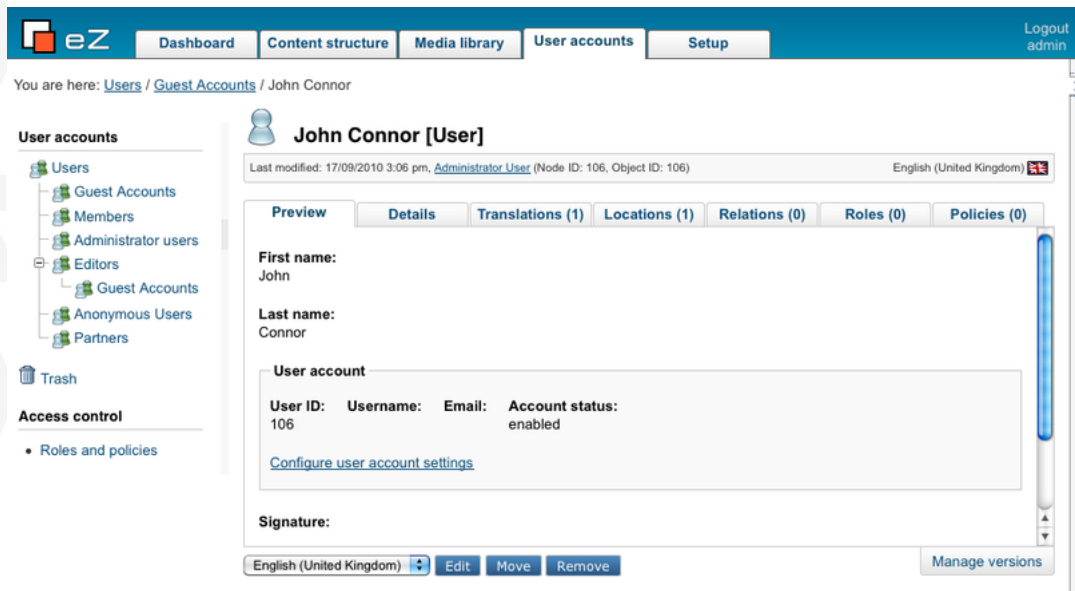 eZ
Dashboard
Content structure
Media library
User accounts
Setup
Logout
admin
You are here: Users / Guest Accounts / John Connor
User accounts
Users
Guest Accounts
Members
Administrator users
Editors
Guest Accounts
Anonymous Users
Partners
Trash
Access control
Roles and policies
John Connor [User]
Last modified: 17/09/2010 3:06 pm, Administrator User (Node ID: 106, Object ID: 106)
English (United Kingdom)
Preview
Details
Translations (1)
Locations (1)
Relations (0)
Roles (0)
Policies (0)
First name:
John
Last name:
Connor
User account
User ID: Username: Email: Account status:
106 enabled
Configure user account settings
Signature:
English (United Kingdom)
Edit
Move
Remove
Manage versions